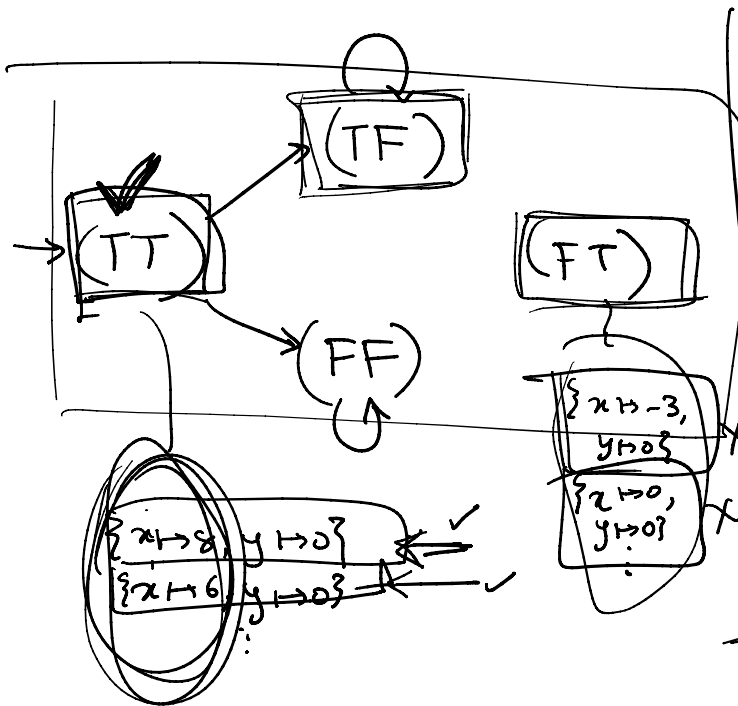 (TF)
(TT)
(FT)
(FF)
{x ↦ -3,
y ↦ 0}
{x ↦ 0,
y ↦ 0}
⋮
{x ↦ 8, y ↦ 0}
{x ↦ 6, y ↦ 0}
⋮